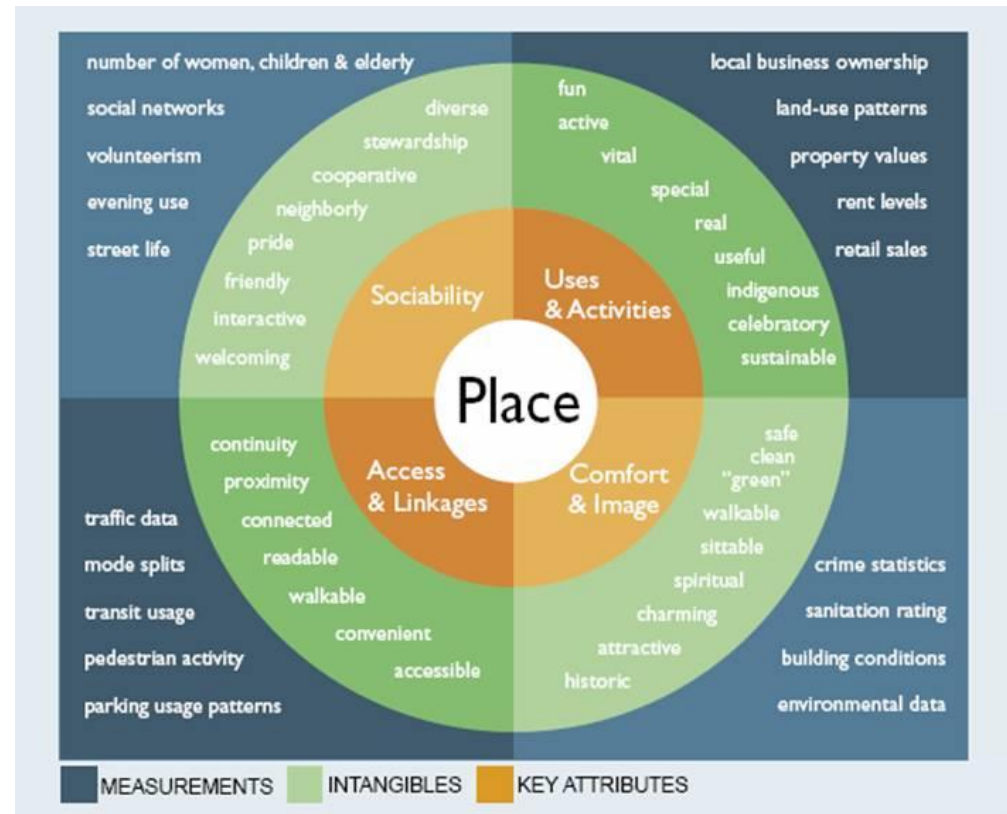 number of women, children & elderly
social networks
volunteerism
evening use
street life
diverse
stewardship
cooperative
neighborly
pride
friendly
interactive
welcoming
Sociability
fun
active
vital
special
real
useful
indigenous
celebratory
sustainable
Uses
& Activities
local business ownership
land-use patterns
property values
rent levels
retail sales
Place
continuity
proximity
connected
readable
walkable
convenient
accessible
Access
& Linkages
traffic data
mode splits
transit usage
pedestrian activity
parking usage patterns
Comfort
& Image
safe
clean
"green"
walkable
sittable
spiritual
charming
attractive
historic
crime statistics
sanitation rating
building conditions
environmental data
MEASUREMENTS
INTANGIBLES
KEY ATTRIBUTES